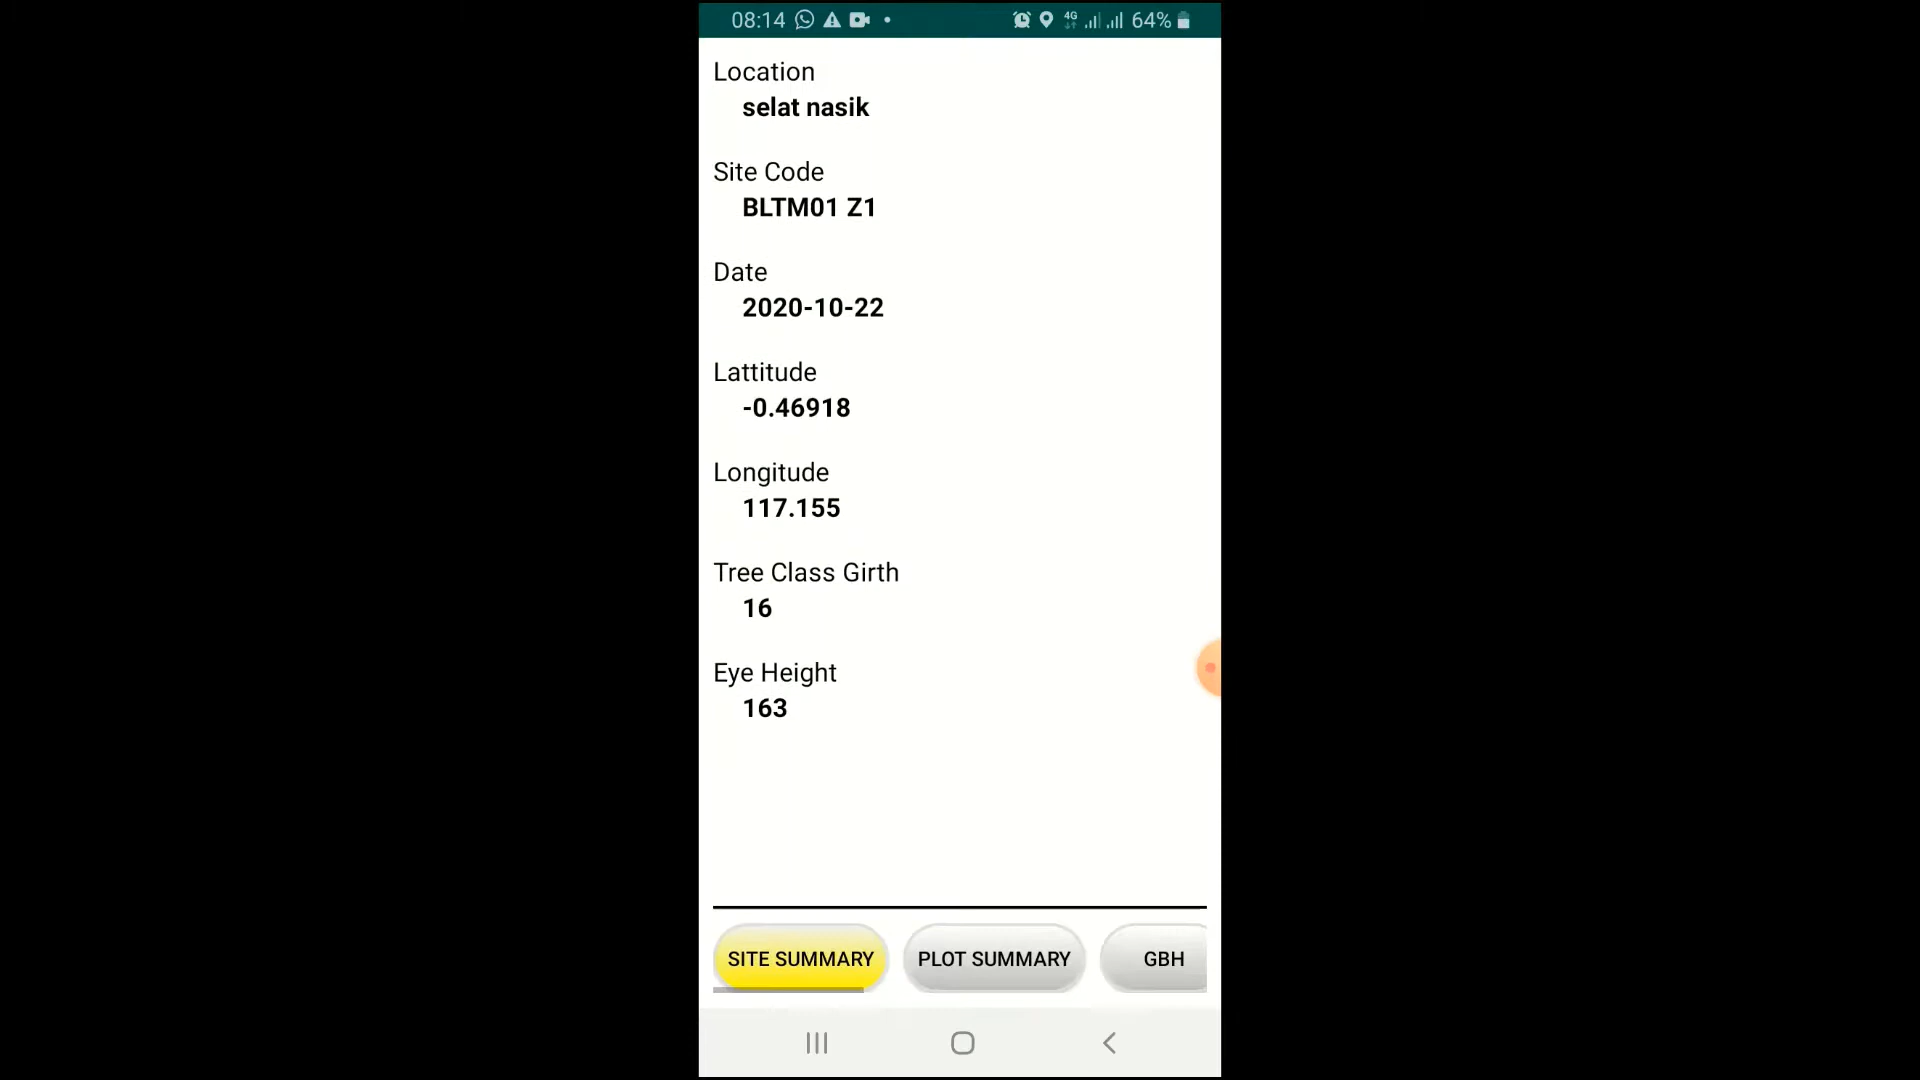 08:14 4G 64%
Location
selat nasik
Site Code
BLTM01 Z1
Date
2020-10-22
Lattitude
-0.46918
Longitude
117.155
Tree Class Girth
16
Eye Height
163
SITE SUMMARY PLOT SUMMARY GBH